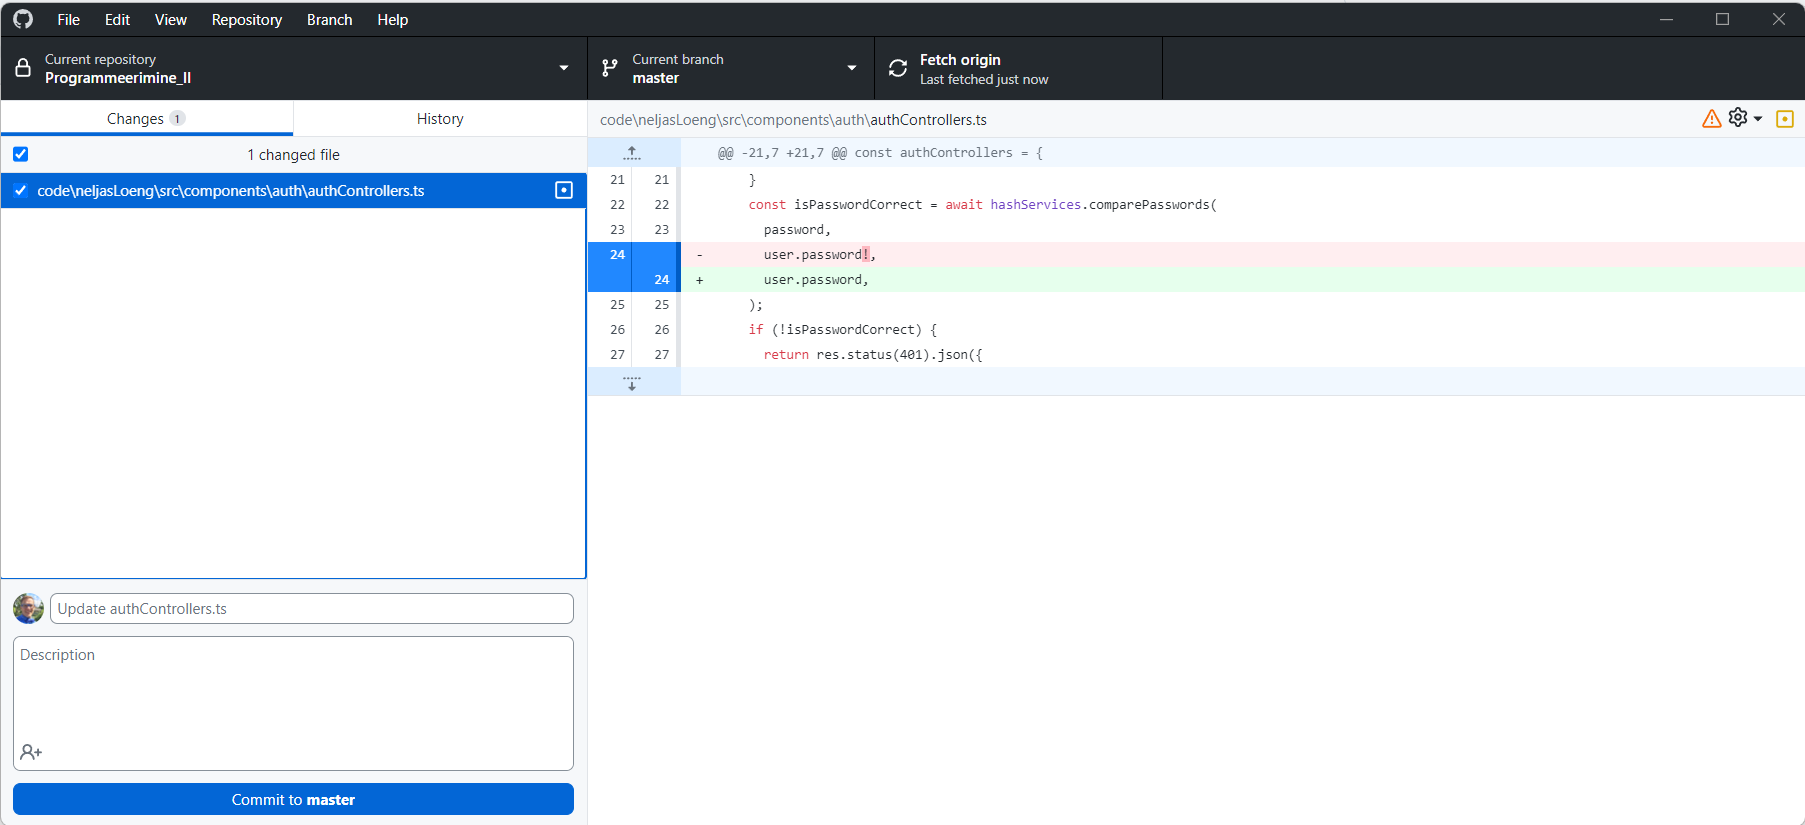 File Edit View Repository Branch Help
Current repository
Programmeerimine_II
Current branch
master
Fetch origin
Last fetched just now
Changes 1
History
1 changed file
code\neljasLoeng\src\components\auth\authControllers.ts
Update authControllers.ts
Description
Commit to master
code\neljasLoeng\src\components\auth\authControllers.ts
@@ -21,7 +21,7 @@ const authControllers = {
21 21 }
22 22 const isPasswordCorrect = await hashServices.comparePasswords(
23 23 password,
24 - user.password!,
24 + user.password,
25 25 );
26 26 if (!isPasswordCorrect) {
27 27 return res.status(401).json({